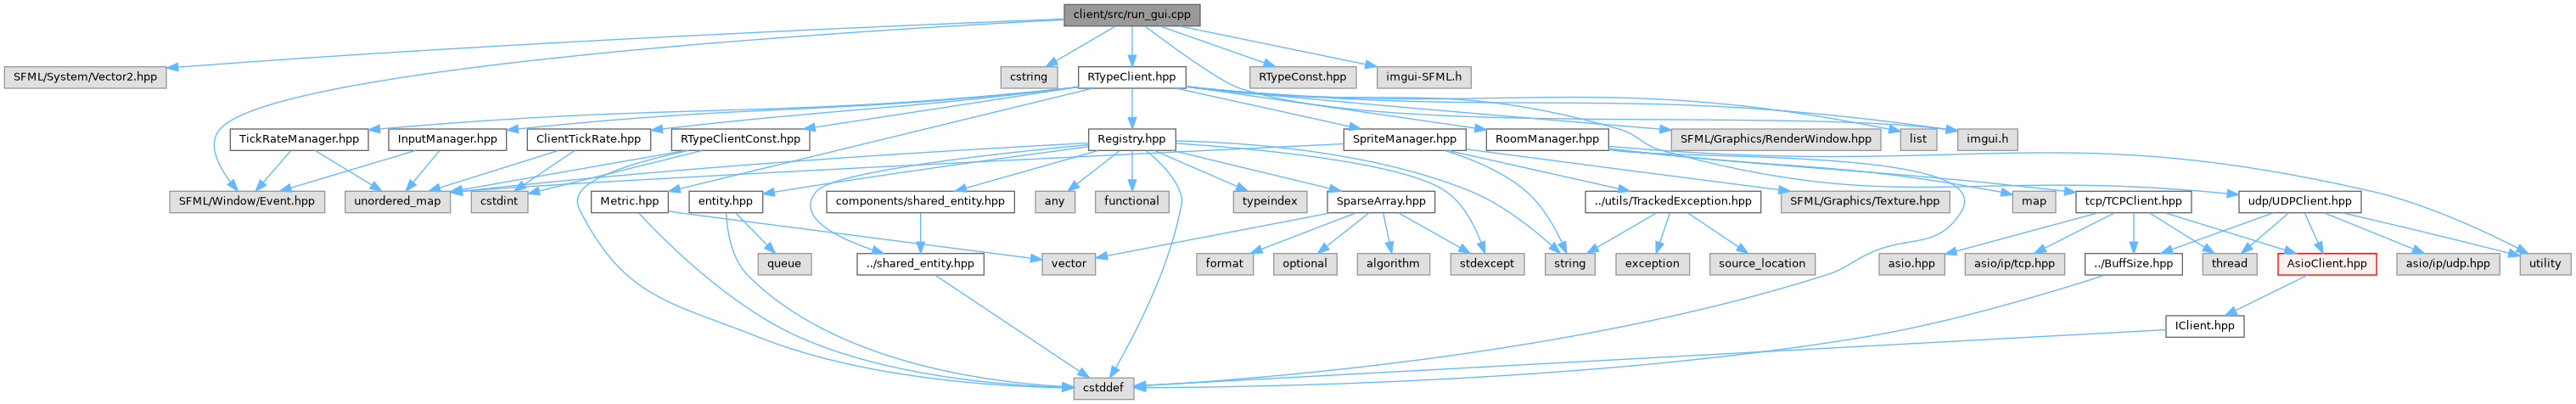 client/src/run_gui.cpp
SFML/System/Vector2.hpp
cstring
RTypeClient.hpp
RTypeConst.hpp
imgui-SFML.h
TickRateManager.hpp
InputManager.hpp
ClientTickRate.hpp
RTypeClientConst.hpp
Registry.hpp
SpriteManager.hpp
RoomManager.hpp
SFML/Graphics/RenderWindow.hpp
list
imgui.h
SFML/Window/Event.hpp
unordered_map
cstdint
Metric.hpp
entity.hpp
components/shared_entity.hpp
any
functional
typeindex
SparseArray.hpp
../utils/TrackedException.hpp
SFML/Graphics/Texture.hpp
map
tcp/TCPClient.hpp
udp/UDPClient.hpp
queue
../shared_entity.hpp
vector
format
optional
algorithm
stdexcept
string
exception
source_location
asio.hpp
asio/ip/tcp.hpp
../BuffSize.hpp
thread
AsioClient.hpp
asio/ip/udp.hpp
utility
IClient.hpp
cstddef